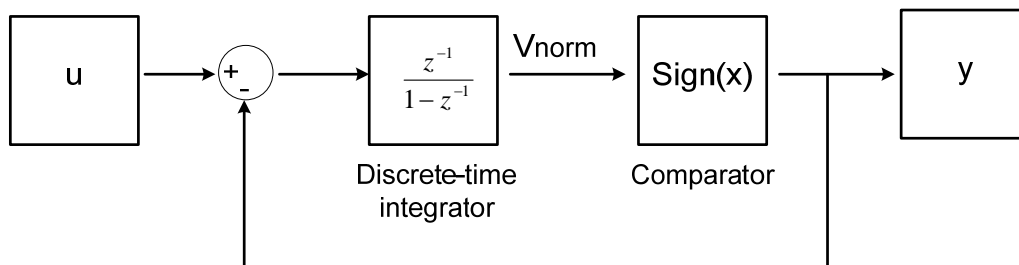 u
+
-
z^{-1}
1 - z^{-1}
Discrete-time
integrator
Vnorm
Sign(x)
Comparator
y